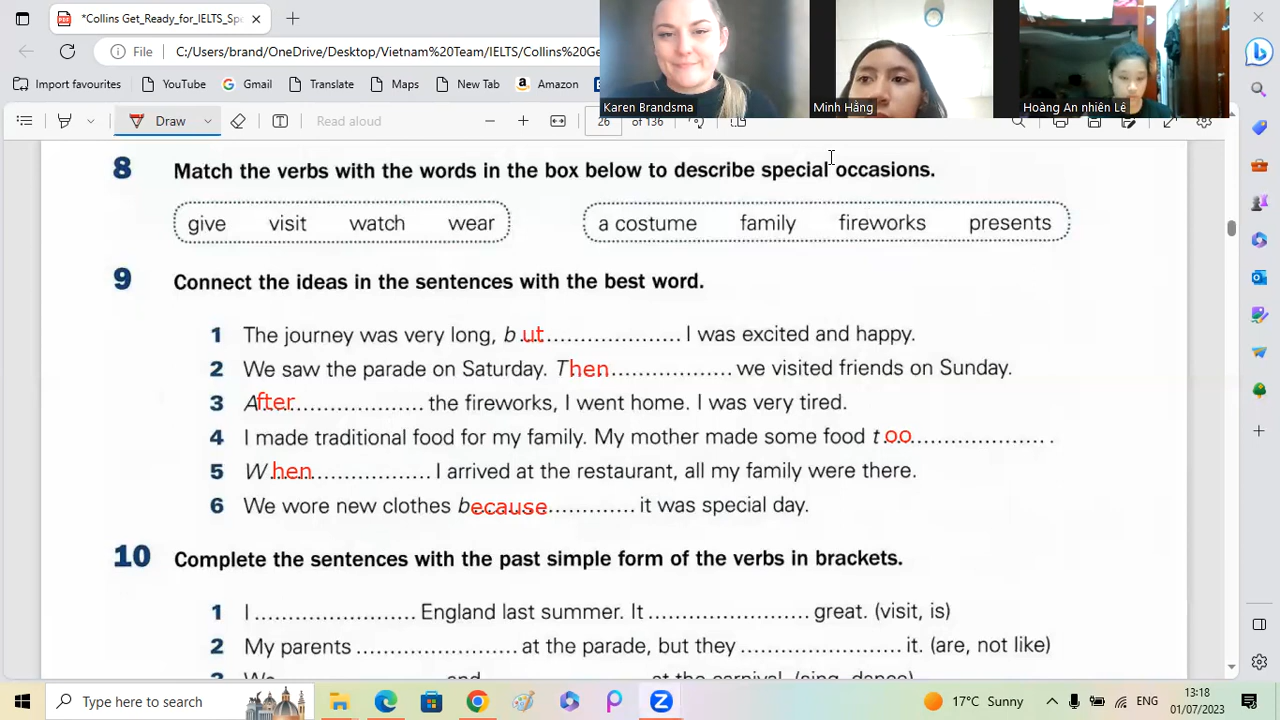 *Collins Get_Ready_for_IELTS_Spe
File
C:/Users/brand/OneDrive/Desktop/Vietnam%20Team/IELTS/Collins%20Ge
Import favourites
YouTube
Gmail
Translate
Maps
New Tab
Amazon
Karen Brandsma
Minh Hằng
Hoàng An nhiên Lê
Draw
Read aloud
26 of 136
8 Match the verbs with the words in the box below to describe special occasions.
give visit watch wear
a costume family fireworks presents
9 Connect the ideas in the sentences with the best word.
1 The journey was very long, but.................... I was excited and happy.
2 We saw the parade on Saturday. Then.................. we visited friends on Sunday.
3 After.................... the fireworks, I went home. I was very tired.
4 I made traditional food for my family. My mother made some food too.................... .
5 When.................. I arrived at the restaurant, all my family were there.
6 We wore new clothes because.............. it was special day.
10 Complete the sentences with the past simple form of the verbs in brackets.
1 I ........................ England last summer. It ........................ great. (visit, is)
2 My parents ........................ at the parade, but they ........................ it. (are, not like)
3 We ........................ and ........................ at the carnival. (sing, dance)
Type here to search
17°C Sunny
ENG
13:18
01/07/2023